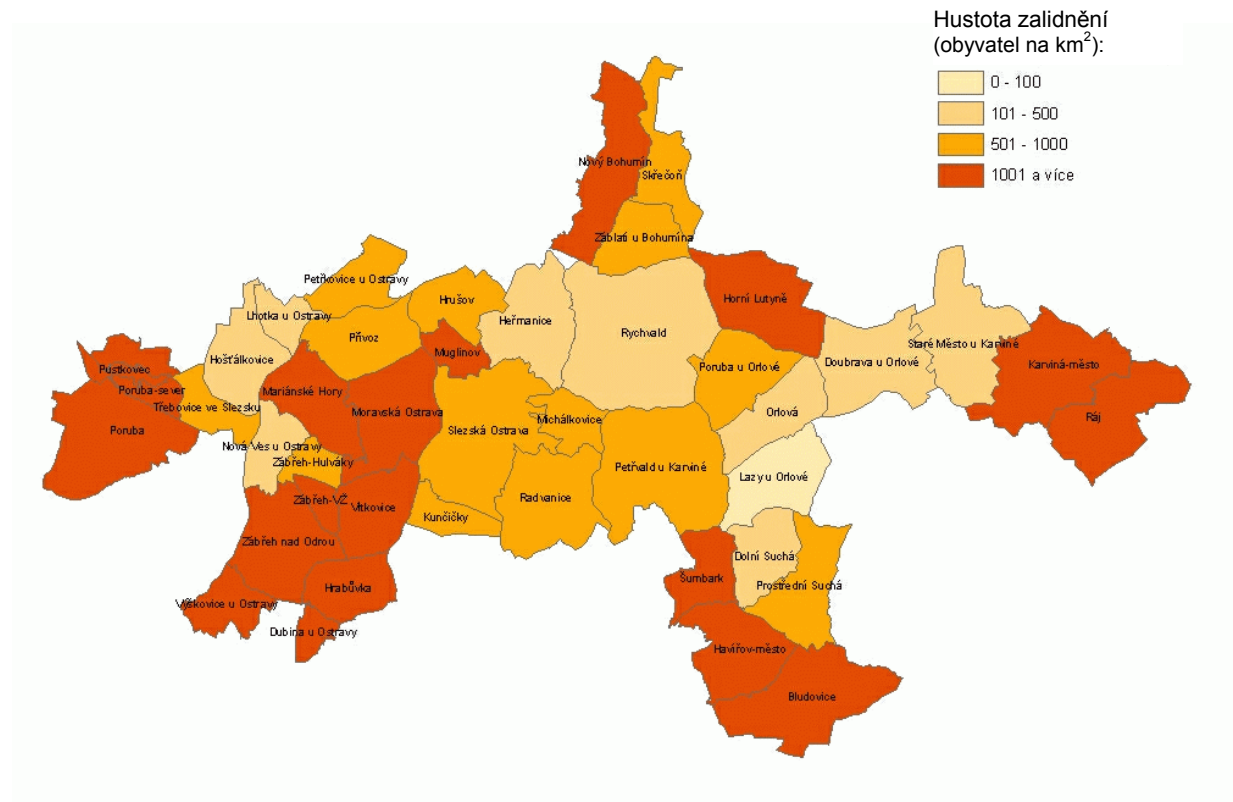 Hustota zalidnění
(obyvatel na km²):
0 - 100
101 - 500
501 - 1000
1001 a více
Nový Bohumín
Skřečoň
Záblatí u Bohumína
Petřkovice u Ostravy
Hrušov
Horní Lutyně
Lhotka u Ostravy
Heřmanice
Rychvald
Přívoz
Staré Město u Karviné
Muglinov
Hošťálkovice
Doubrava u Orlové
Karviná-město
Pustkovec
Poruba u Orlové
Poruba-sever
Mariánské Hory
Třebovice ve Slezsku
Moravská Ostrava
Orlová
Ráj
Michálkovice
Poruba
Slezská Ostrava
Nová Ves u Ostravy
Zábřeh-Hulváky
Petřvald u Karviné
Lazy u Orlové
Zábřeh-VŽ
Radvanice
Vítkovice
Kunčičky
Zábřeh nad Odrou
Dolní Suchá
Šumbark
Prostřední Suchá
Hrabůvka
Výškovice u Ostravy
Dubina u Ostravy
Havířov-město
Bludovice